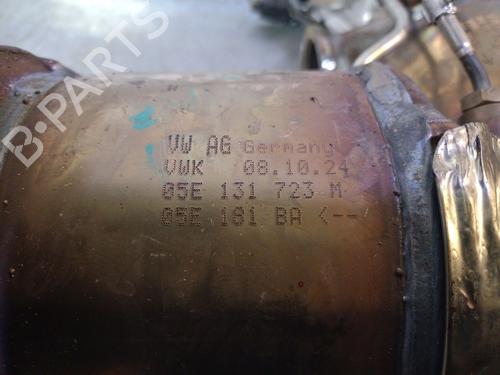 B-PARTS
VW AG Germany
VWK 08.10.24
05E 131 723 M
05E 181 BA <--